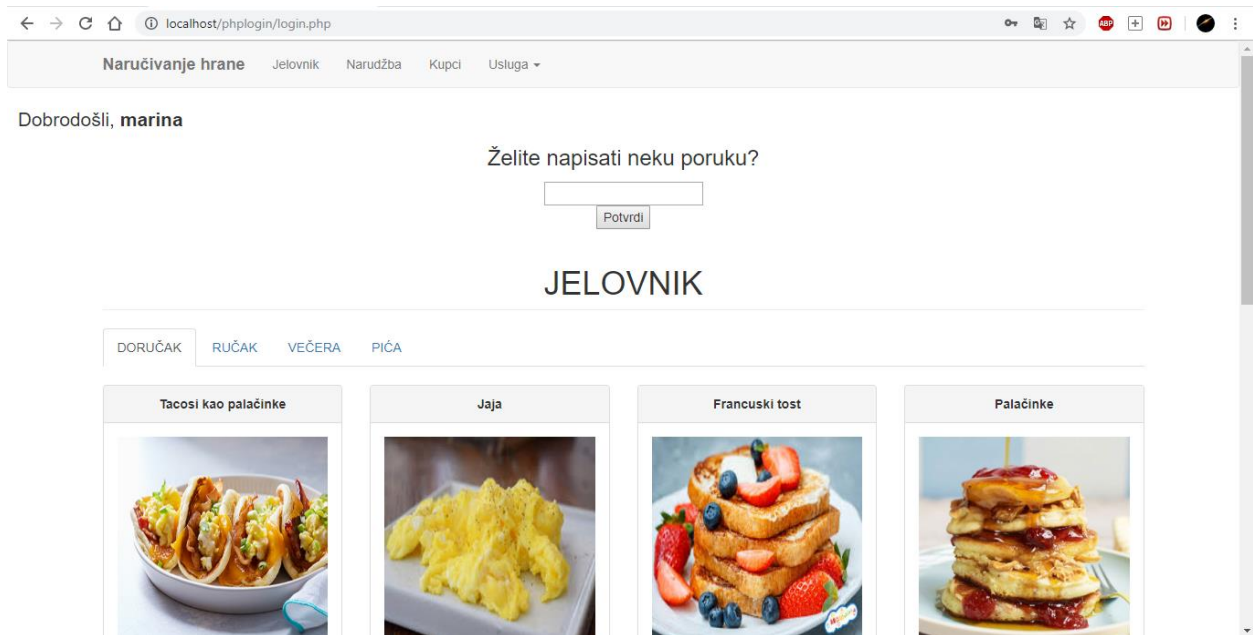 localhost/phplogin/login.php
ABP
Naručivanje hrane Jelovnik Narudžba Kupci Usluga
Dobrodošli, marina
Želite napisati neku poruku?
Potvrdi
JELOVNIK
DORUČAK RUČAK VEČERA PIĆA
Tacosi kao palačinke Jaja Francuski tost Palačinke